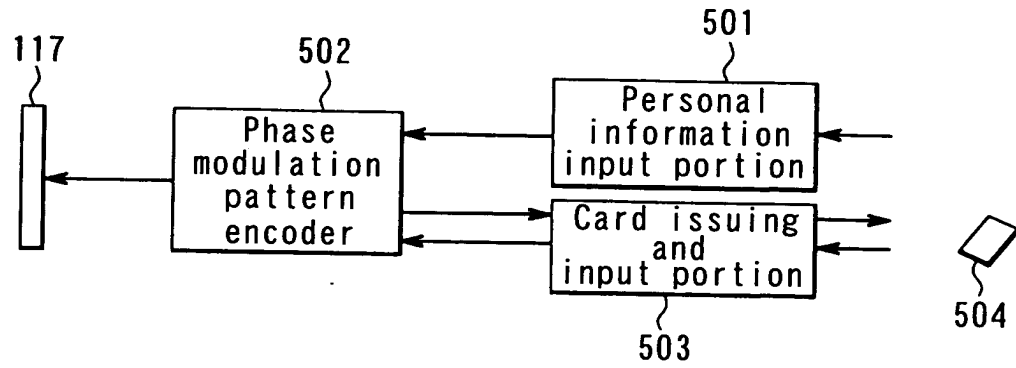 117
502
501
Phase
modulation
pattern
encoder
Personal
information
input portion
Card issuing
and
input portion
503
504